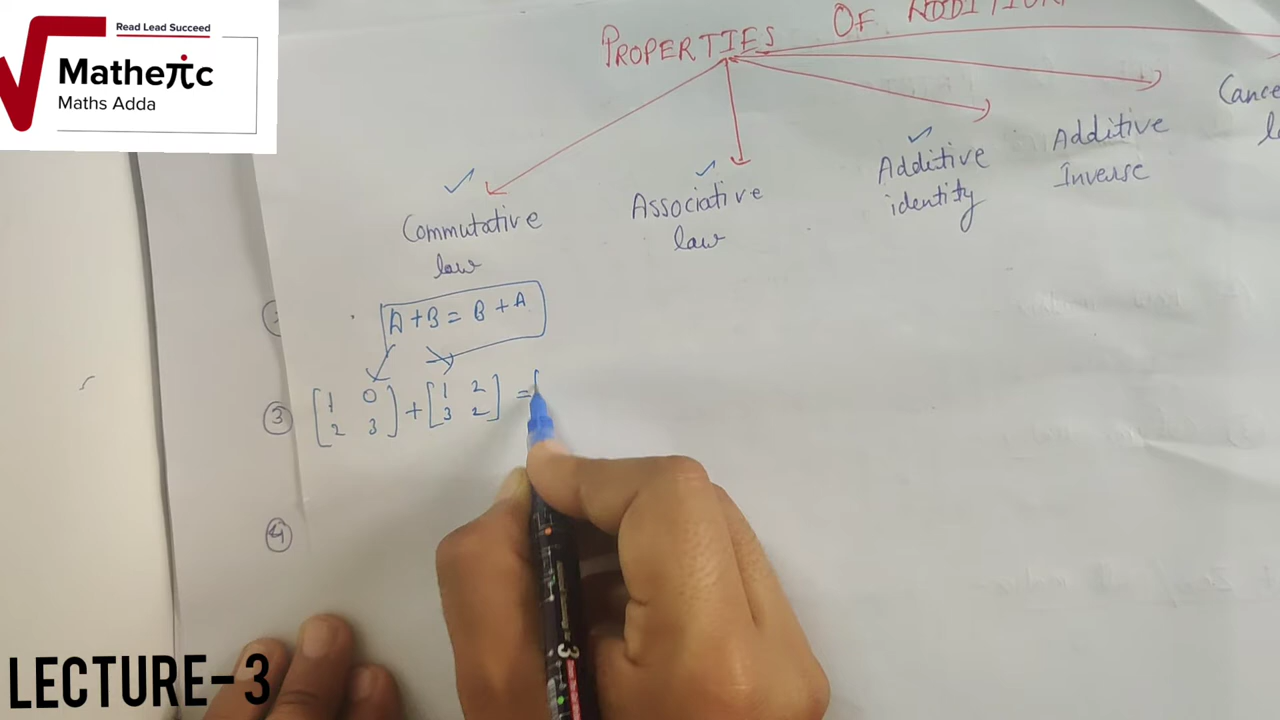 Read Lead Succeed
Matheπc
Maths Adda
PROPERTIES OF ADDITION
Commutative
law
Associative
law
Additive
identity
Additive
Inverse
A+B = B+A
③ [1 0 + [1 2 = [
2 3] 3 2]
④
LECTURE-3